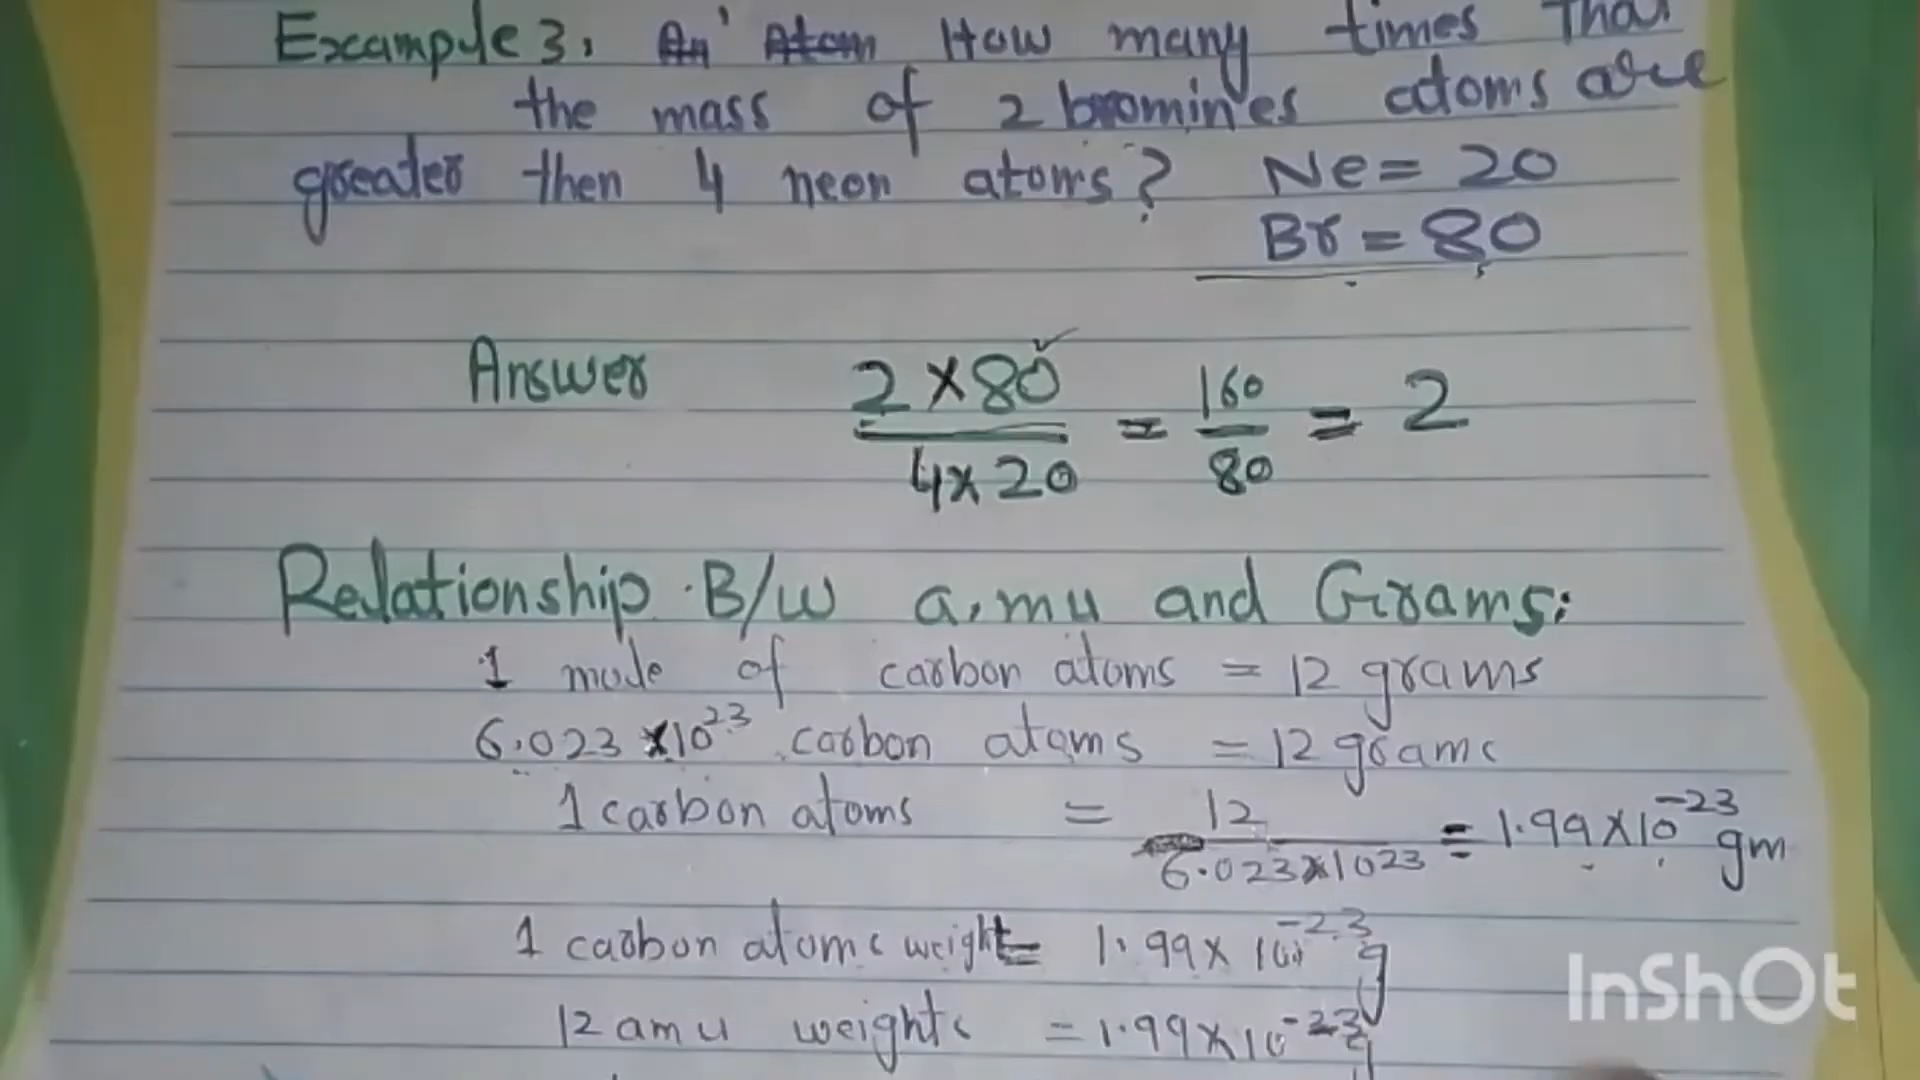 Example 3. An Atom How many times That
the mass of 2 bromines atoms are
greater then 4 neon atoms? Ne = 20
Br = 80
Answer 2 × 80 / 4 × 20 = 160 / 80 = 2
Relationship B/w a.mu and Grams:
1 mole of carbon atoms = 12 grams
6.023 × 10^23 carbon atoms = 12 grams
1 carbon atoms = 12 / 6.023 × 10^23 = 1.99 × 10^-23 gm
1 carbon atoms weight = 1.99 × 10^-23 g
12 amu weights = 1.99 × 10^-23 g
InShOt